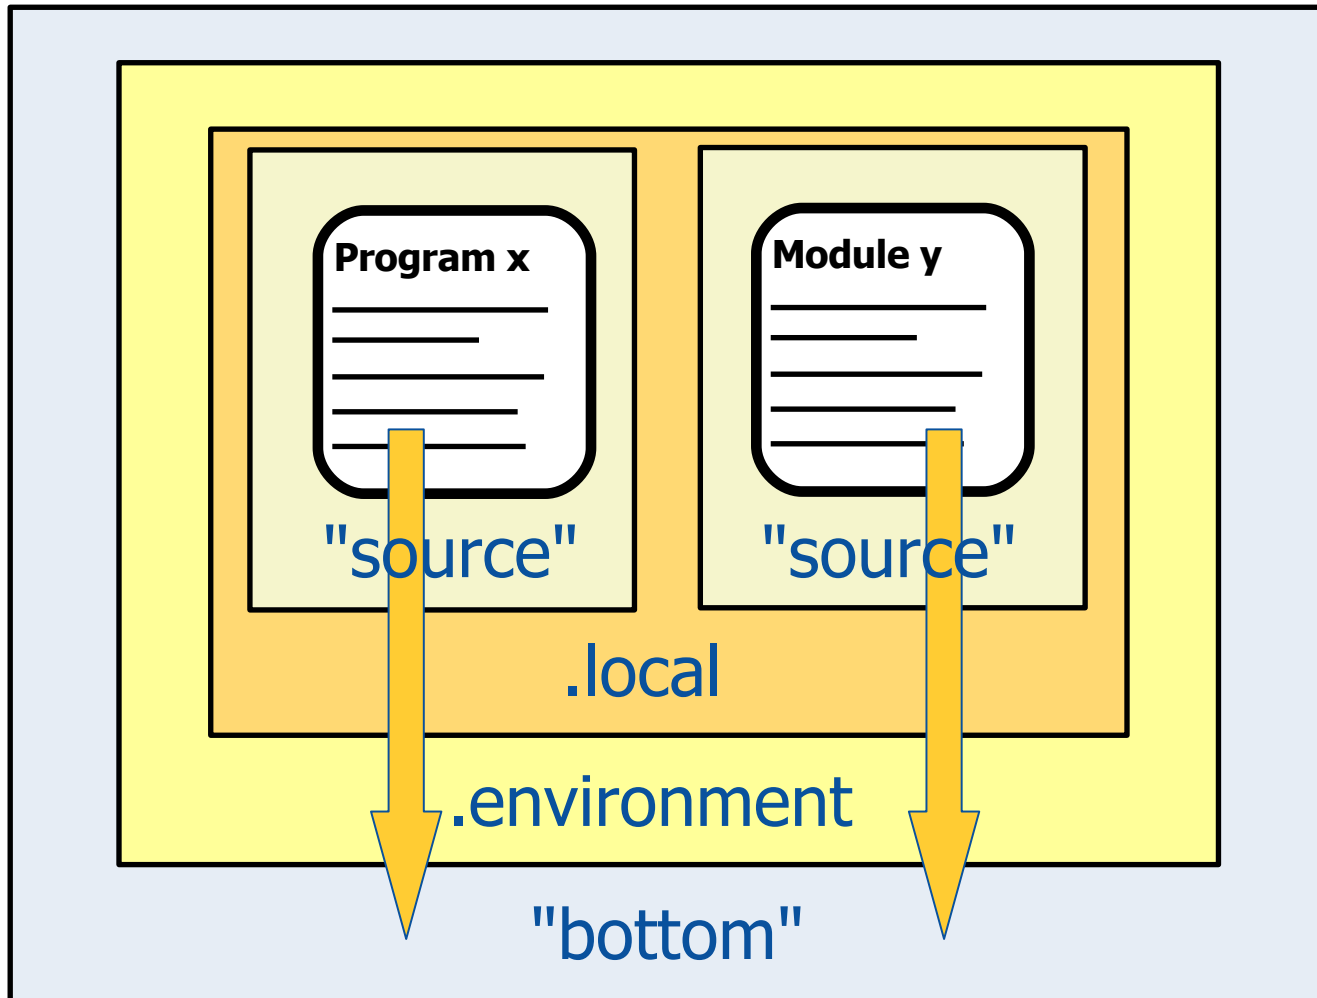 Program x
Module y
"source"
"source"
.local
.environment
"bottom"